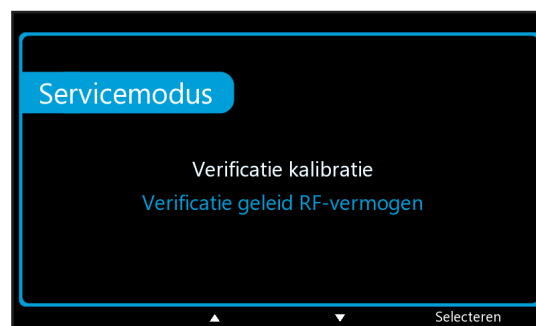 Servicemodus
Verificatie kalibratie
Verificatie geleid RF-vermogen
▲ ▼ Selecteren